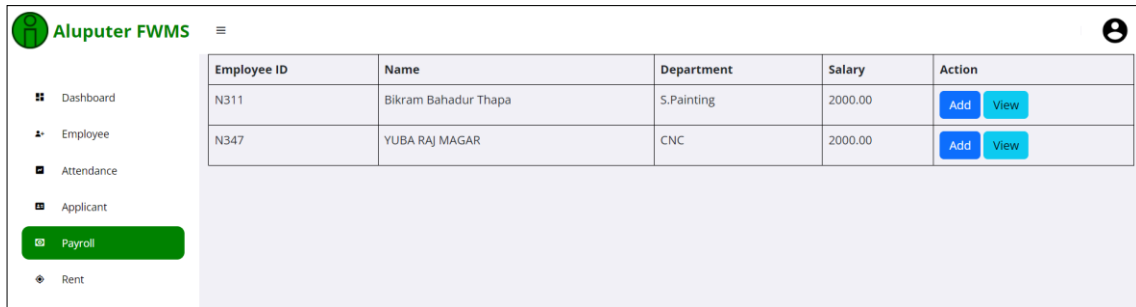 Aluputer FWMS
Dashboard
Employee
Attendance
Applicant
Payroll
Rent
Employee ID Name Department Salary Action
N311 Bikram Bahadur Thapa S.Painting 2000.00 Add View
N347 YUBA RAJ MAGAR CNC 2000.00 Add View